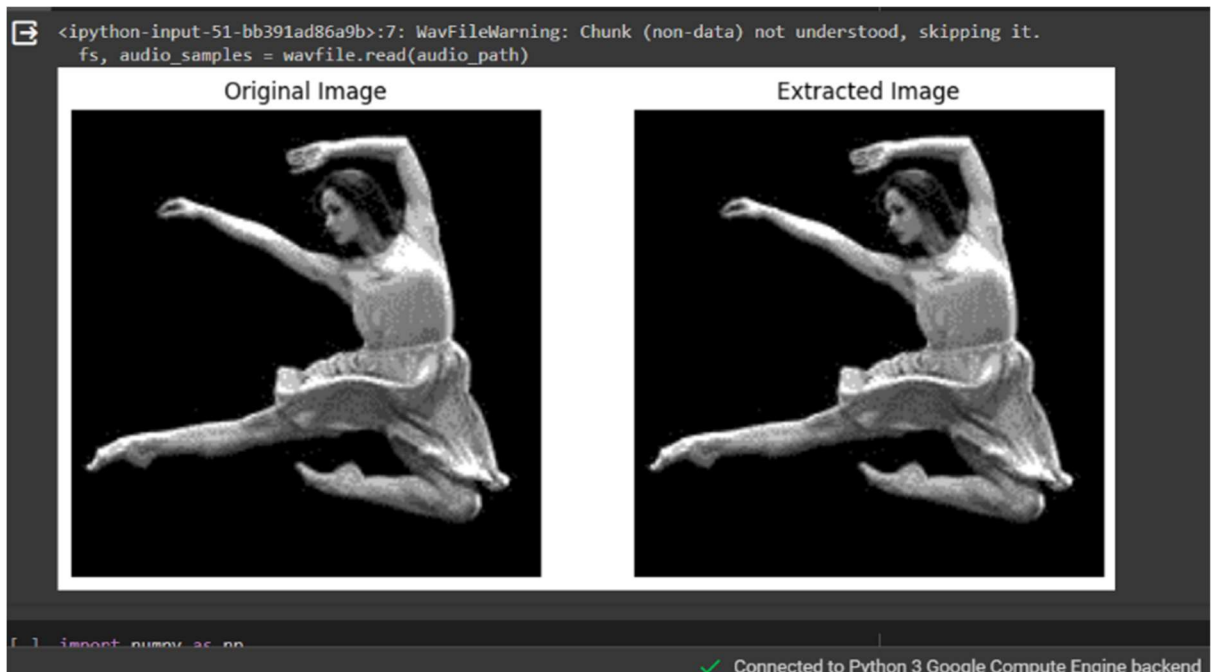 <ipython-input-51-bb391ad86a9b>:7: WavFileWarning: Chunk (non-data) not understood, skipping it.
fs, audio_samples = wavfile.read(audio_path)
Original Image
Extracted Image
[ ] import numpy as np
Connected to Python 3 Google Compute Engine backend